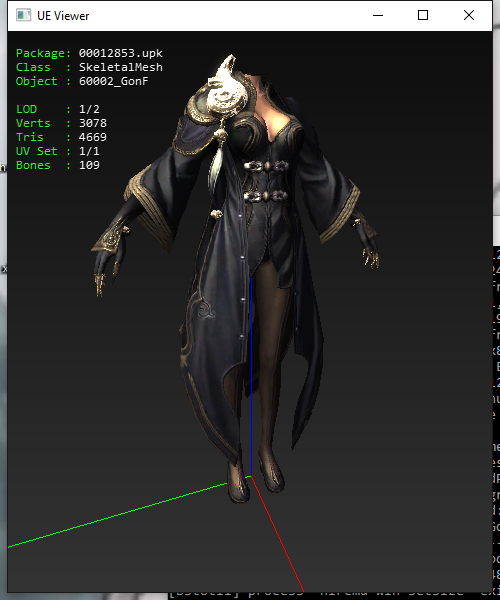 UE Viewer
Package: 00012853.upk
Class : SkeletalMesh
Object : 60002_GonF
LOD : 1/2
Verts : 3078
Tris : 4669
UV Set : 1/1
Bones : 109